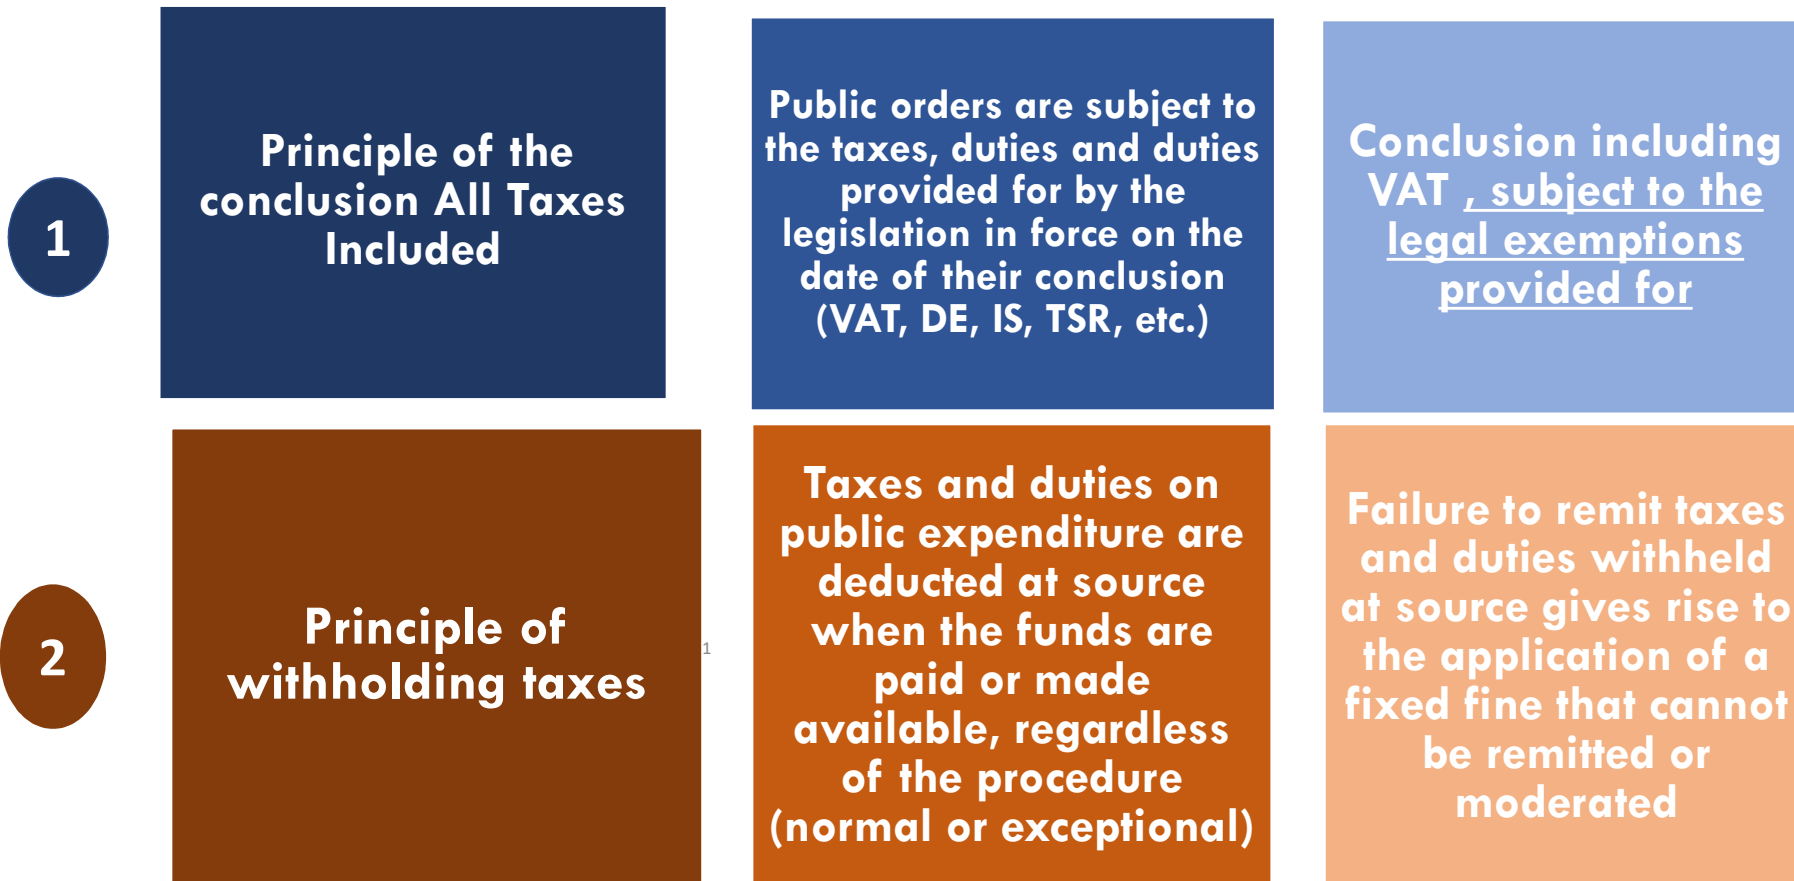 1
Principle of the
conclusion All Taxes
Included
Public orders are subject to
the taxes, duties and duties
provided for by the
legislation in force on the
date of their conclusion
(VAT, DE, IS, TSR, etc.)
Conclusion including
VAT , subject to the
legal exemptions
provided for
2
Principle of
withholding taxes
1
Taxes and duties on
public expenditure are
deducted at source
when the funds are
paid or made
available, regardless
of the procedure
(normal or exceptional)
Failure to remit taxes
and duties withheld
at source gives rise to
the application of a
fixed fine that cannot
be remitted or
moderated